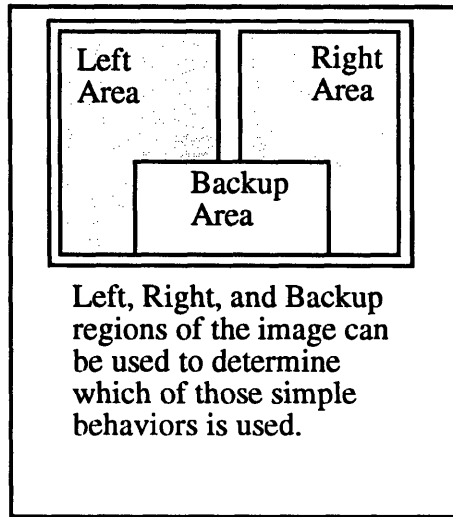 Left
Area
Right
Area
Backup
Area
Left, Right, and Backup
regions of the image can
be used to determine
which of those simple
behaviors is used.